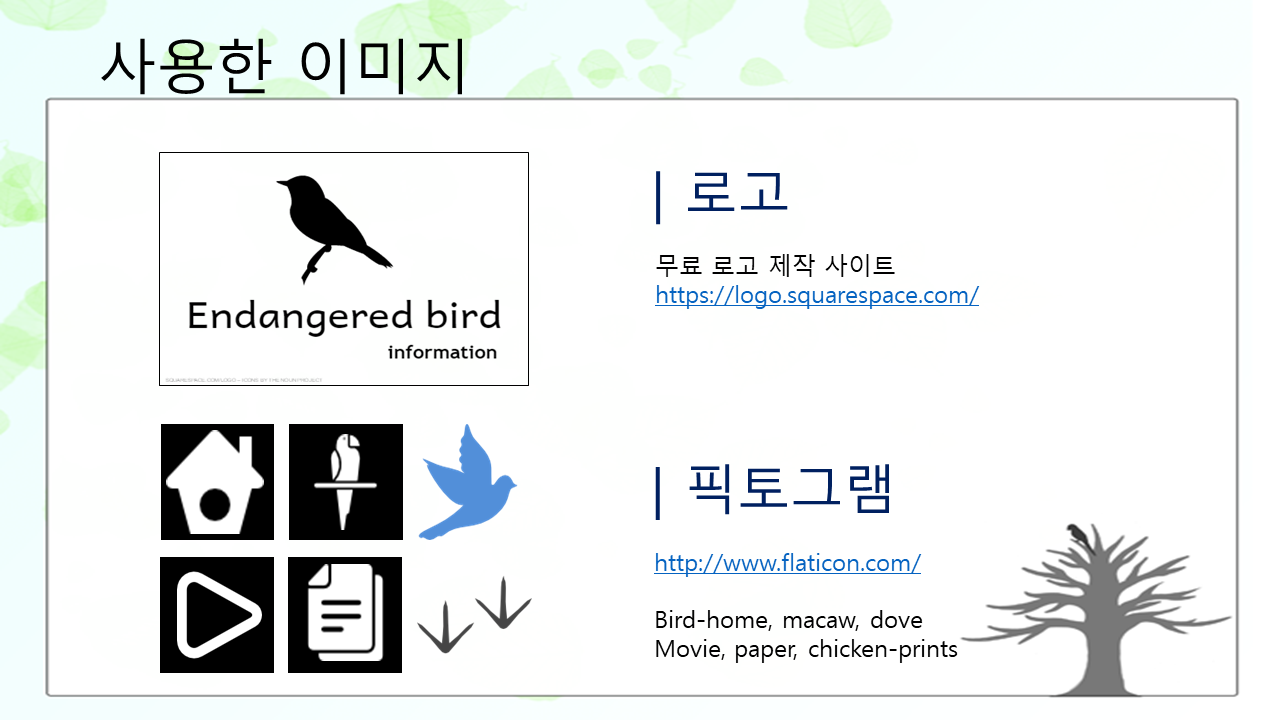 사용한 이미지
Endangered bird
information
SQUARESPACE.COM/LOGO • ICONS BY THE NOUN PROJECT
| 로고
무료 로고 제작 사이트
https://logo.squarespace.com/
| 픽토그램
http://www.flaticon.com/
Bird-home, macaw, dove
Movie, paper, chicken-prints